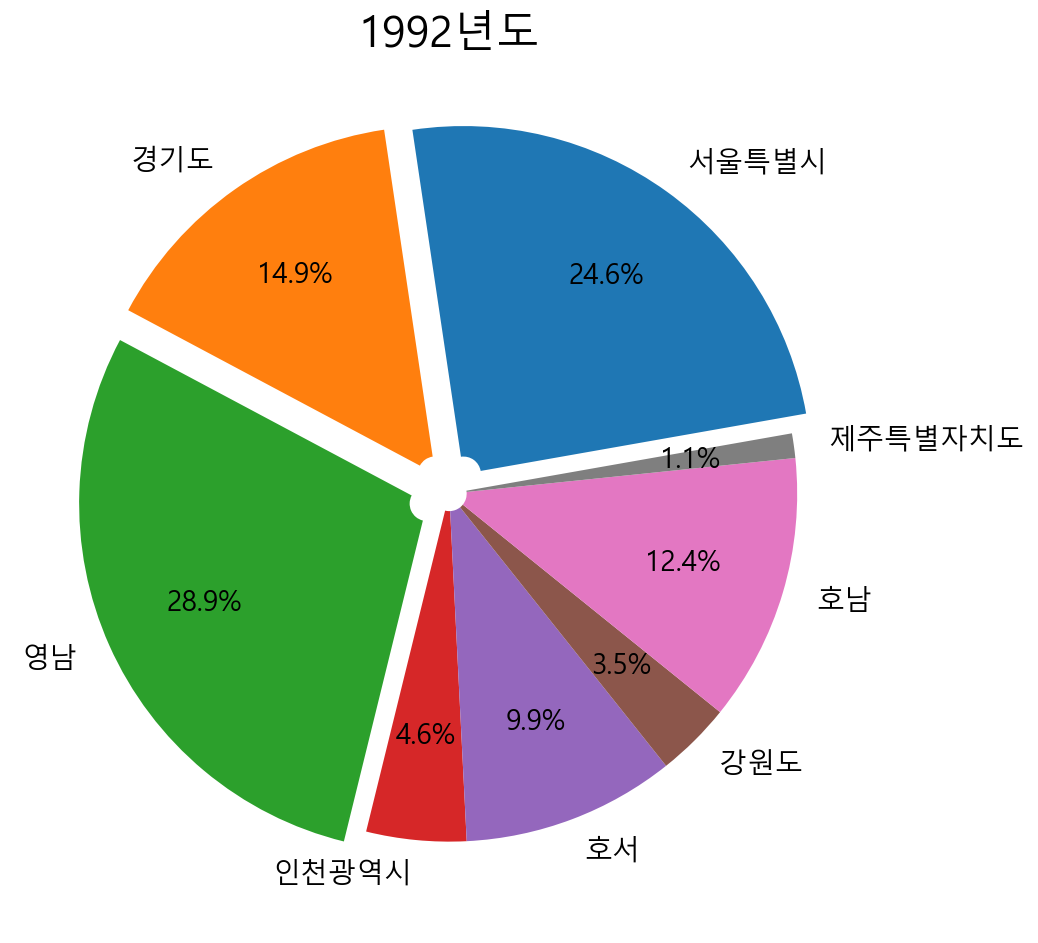 1992년도
경기도
서울특별시
14.9%
24.6%
제주특별자치도
1.1%
12.4%
호남
28.9%
영남
3.5%
9.9%
4.6%
강원도
호서
인천광역시